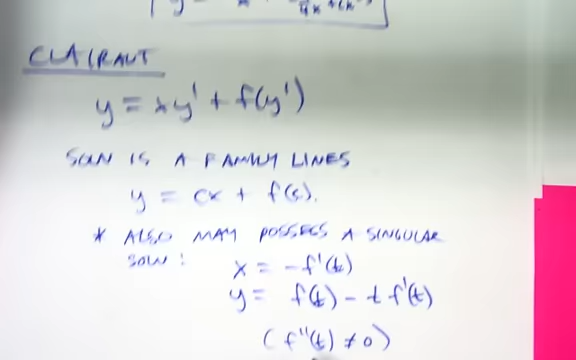 CLAIRAUT
y = xy' + f(y')
SOLN IS A FAMILY LINES
y = cx + f(c).
* ALSO MAY POSSESS A SINGULAR
SOLN :
x = -f'(t)
y = f(t) - t f'(t)
(f''(t) ≠ 0)